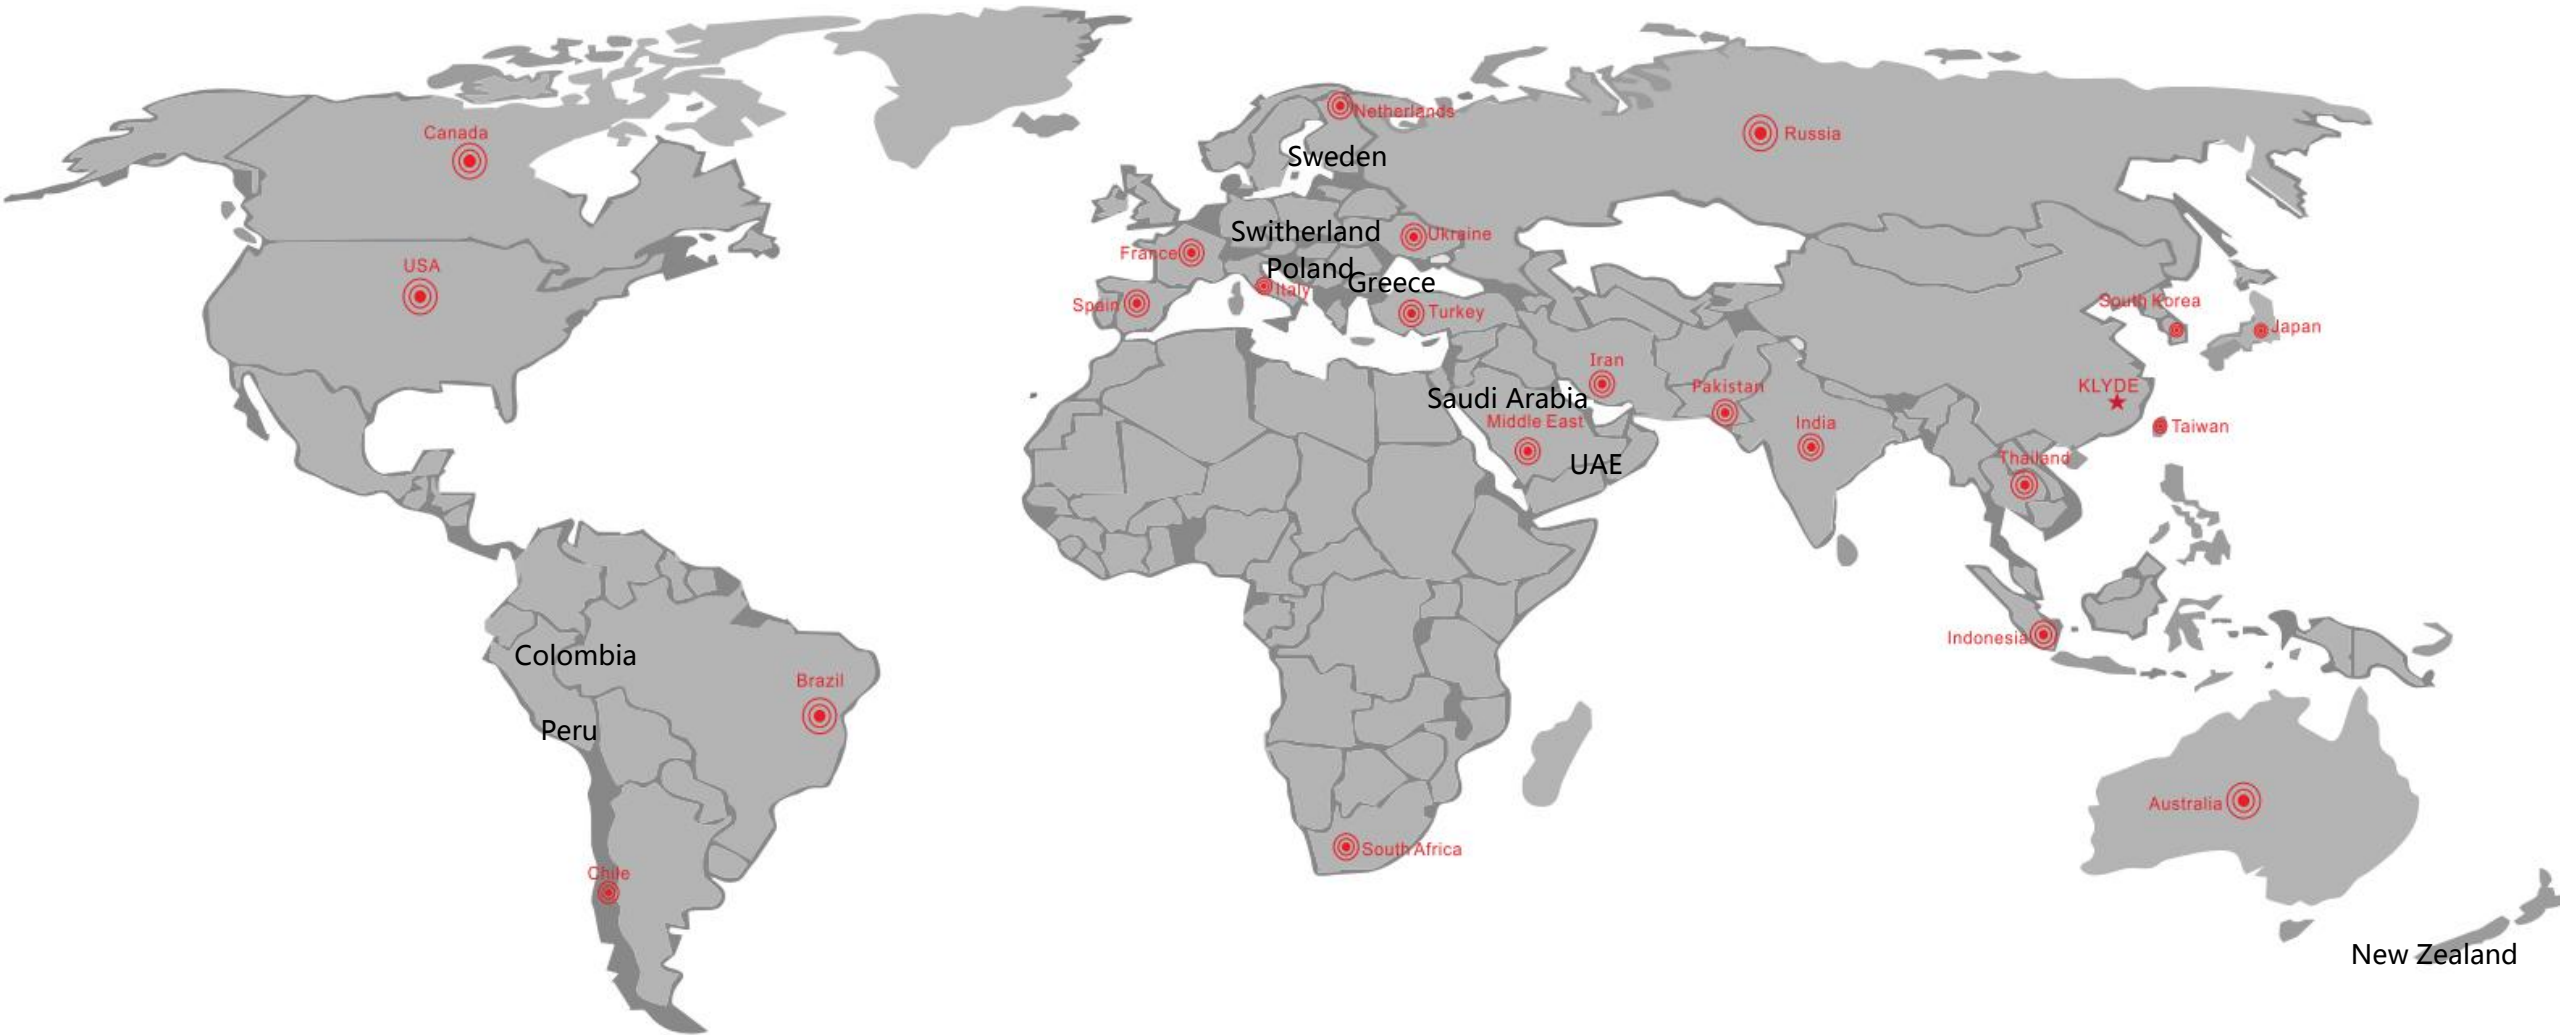 Canada
USA
Colombia
Peru
Brazil
Chile
Netherlands
Sweden
Switherland
Ukraine
France
Poland
Greece
Italy
Spain
Turkey
Russia
Iran
Saudi Arabia
Middle East
UAE
Pakistan
India
South Africa
South Korea
Japan
KLYDE
Taiwan
Thailand
Indonesia
Australia
New Zealand